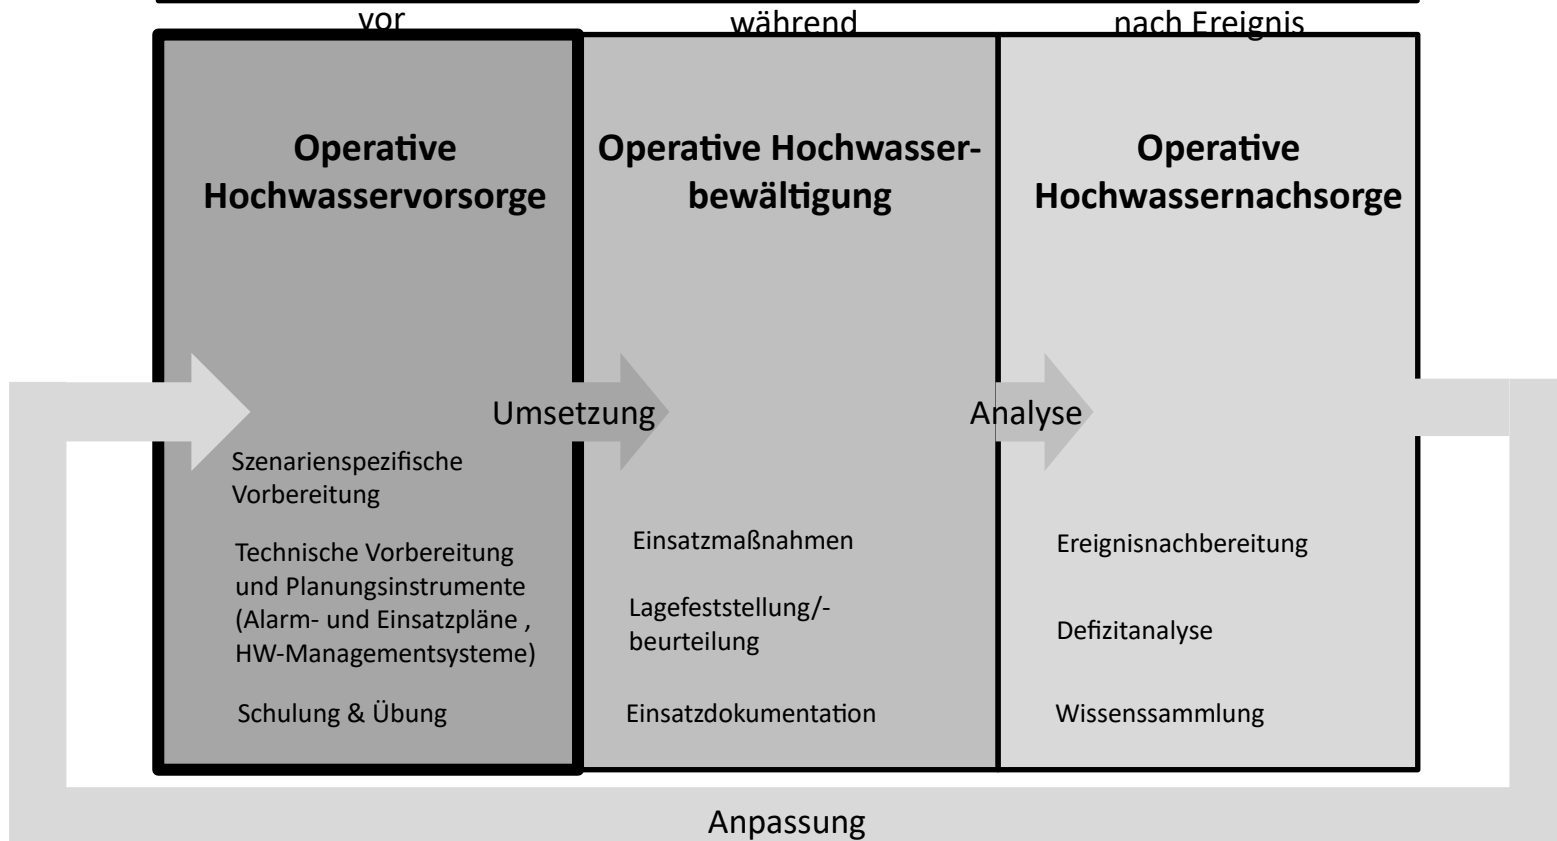 vor
während
nach Ereignis
Operative
Hochwasservorsorge
Operative Hochwasser-
bewältigung
Operative
Hochwassernachsorge
Umsetzung
Analyse
Szenarienspezifische
Vorbereitung
Technische Vorbereitung
und Planungsinstrumente
(Alarm- und Einsatzpläne ,
HW-Managementsysteme)
Schulung & Übung
Einsatzmaßnahmen
Lagefeststellung/-
beurteilung
Einsatzdokumentation
Ereignisnachbereitung
Defizitanalyse
Wissenssammlung
Anpassung